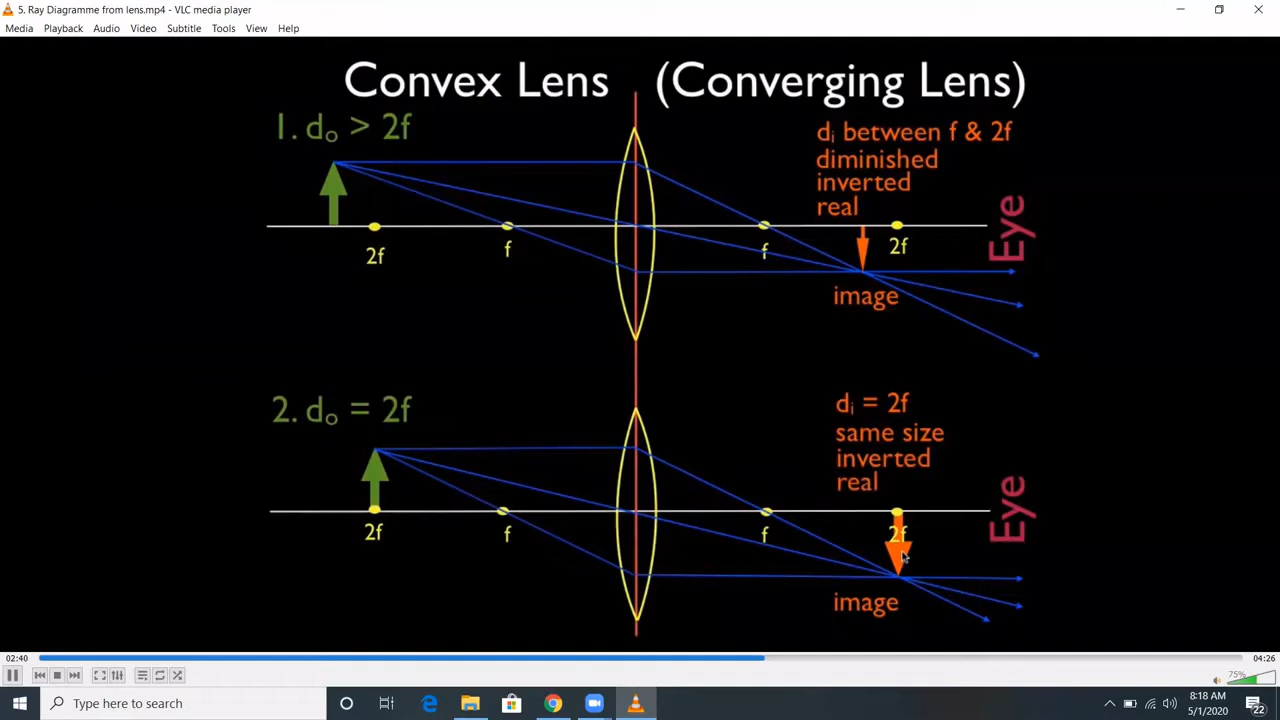 5. Ray Diagramme from lens.mp4 - VLC media player
Media Playback Audio Video Subtitle Tools View Help
Convex Lens (Converging Lens)
1. dₒ > 2f
dᵢ between f & 2f
diminished
inverted
real
2f
f
f
2f
Eye
image
2. dₒ = 2f
dᵢ = 2f
same size
inverted
real
2f
f
f
2f
Eye
image
02:40
04:26
75%
Type here to search
8:18 AM
5/1/2020
22